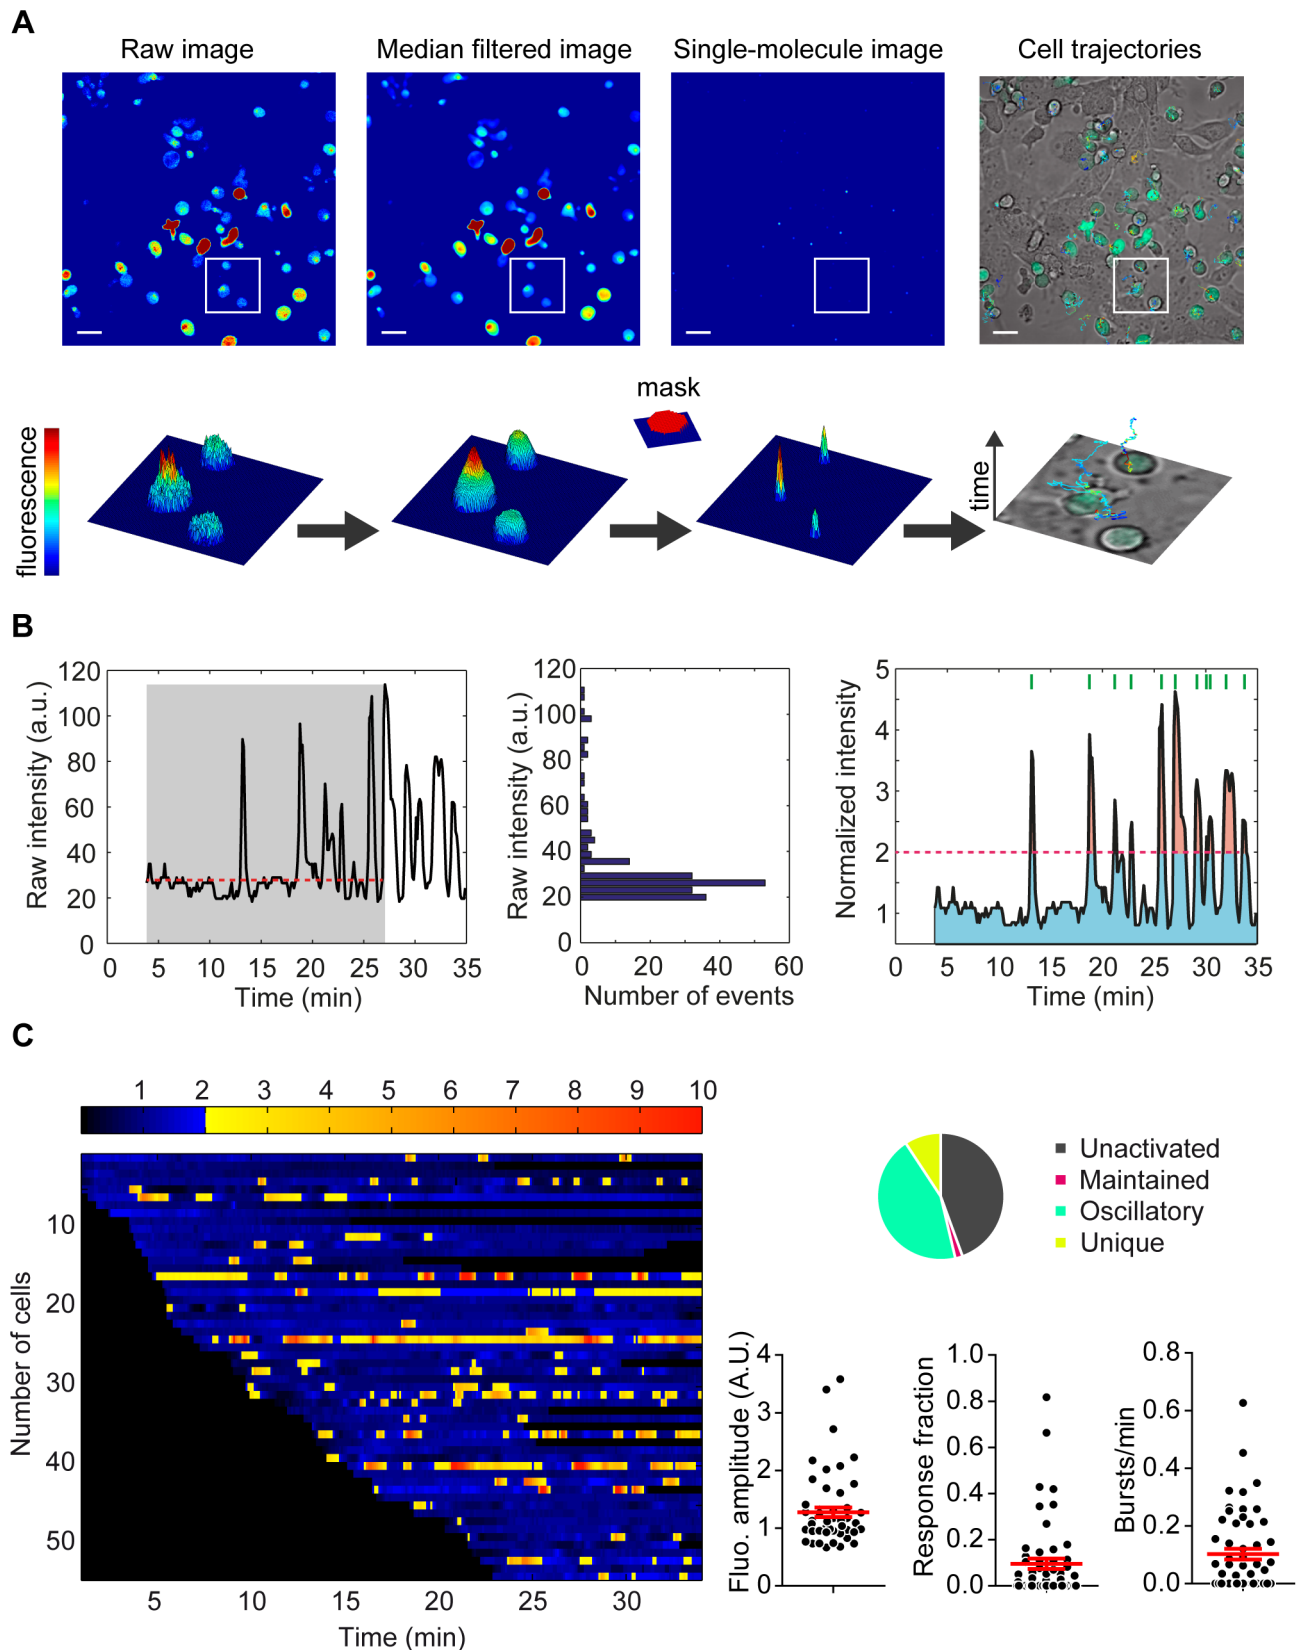 A
Raw image
Median filtered image
Single-molecule image
Cell trajectories
mask
fluorescence
time
B
Raw intensity (a.u.)
120
100
80
60
40
20
0
0 5 10 15 20 25 30 35
Time (min)
Raw intensity (a.u.)
120
100
80
60
40
20
0
0 20 40 60
Number of events
Normalized intensity
5
4
3
2
1
0 5 10 15 20 25 30 35
Time (min)
C
1 2 3 4 5 6 7 8 9 10
Number of cells
10
20
30
40
50
5 10 15 20 25 30
Time (min)
Unactivated
Maintained
Oscillatory
Unique
Fluo. amplitude (A.U.)
4
3
2
1
0
Response fraction
1.0
0.8
0.6
0.4
0.2
0.0
Bursts/min
0.8
0.6
0.4
0.2
0.0